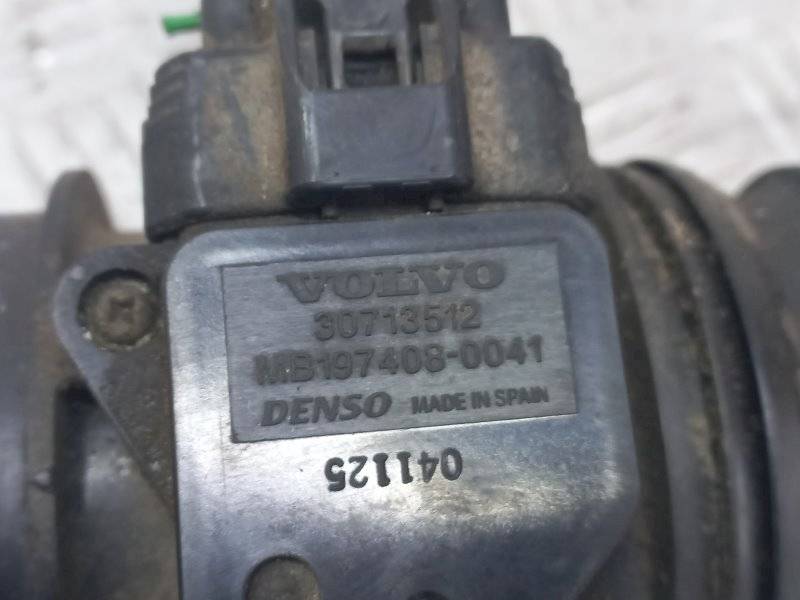 VOLVO
30713512
MB197408-0041
DENSO MADE IN SPAIN
041125